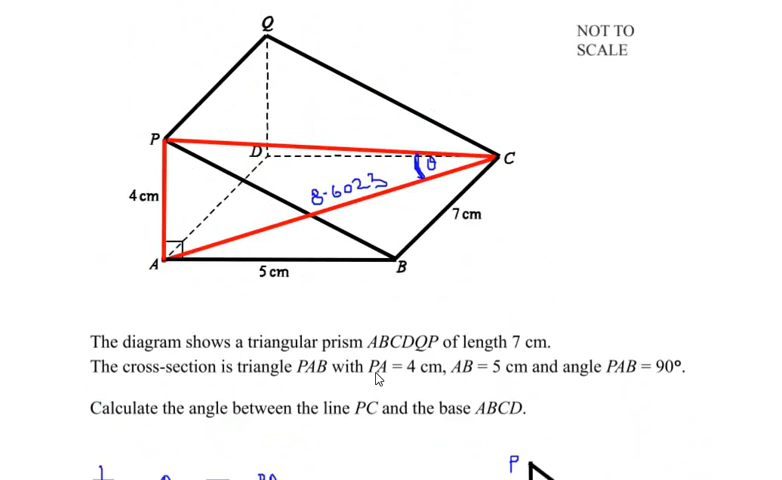 Q
NOT TO
SCALE
P
D
C
θ
8.6023
4 cm
7 cm
A
B
5 cm
The diagram shows a triangular prism ABCDQP of length 7 cm.
The cross-section is triangle PAB with PA = 4 cm, AB = 5 cm and angle PAB = 90°.
Calculate the angle between the line PC and the base ABCD.
P